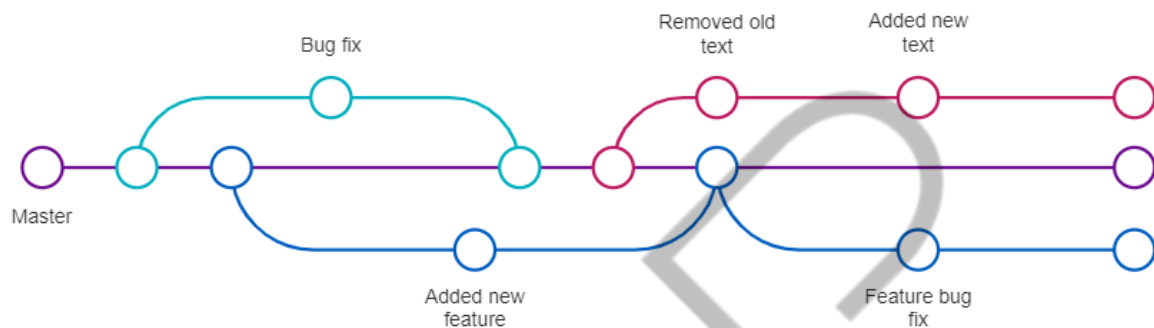 Bug fix
Removed old
text
Added new
text
Master
Added new
feature
Feature bug
fix